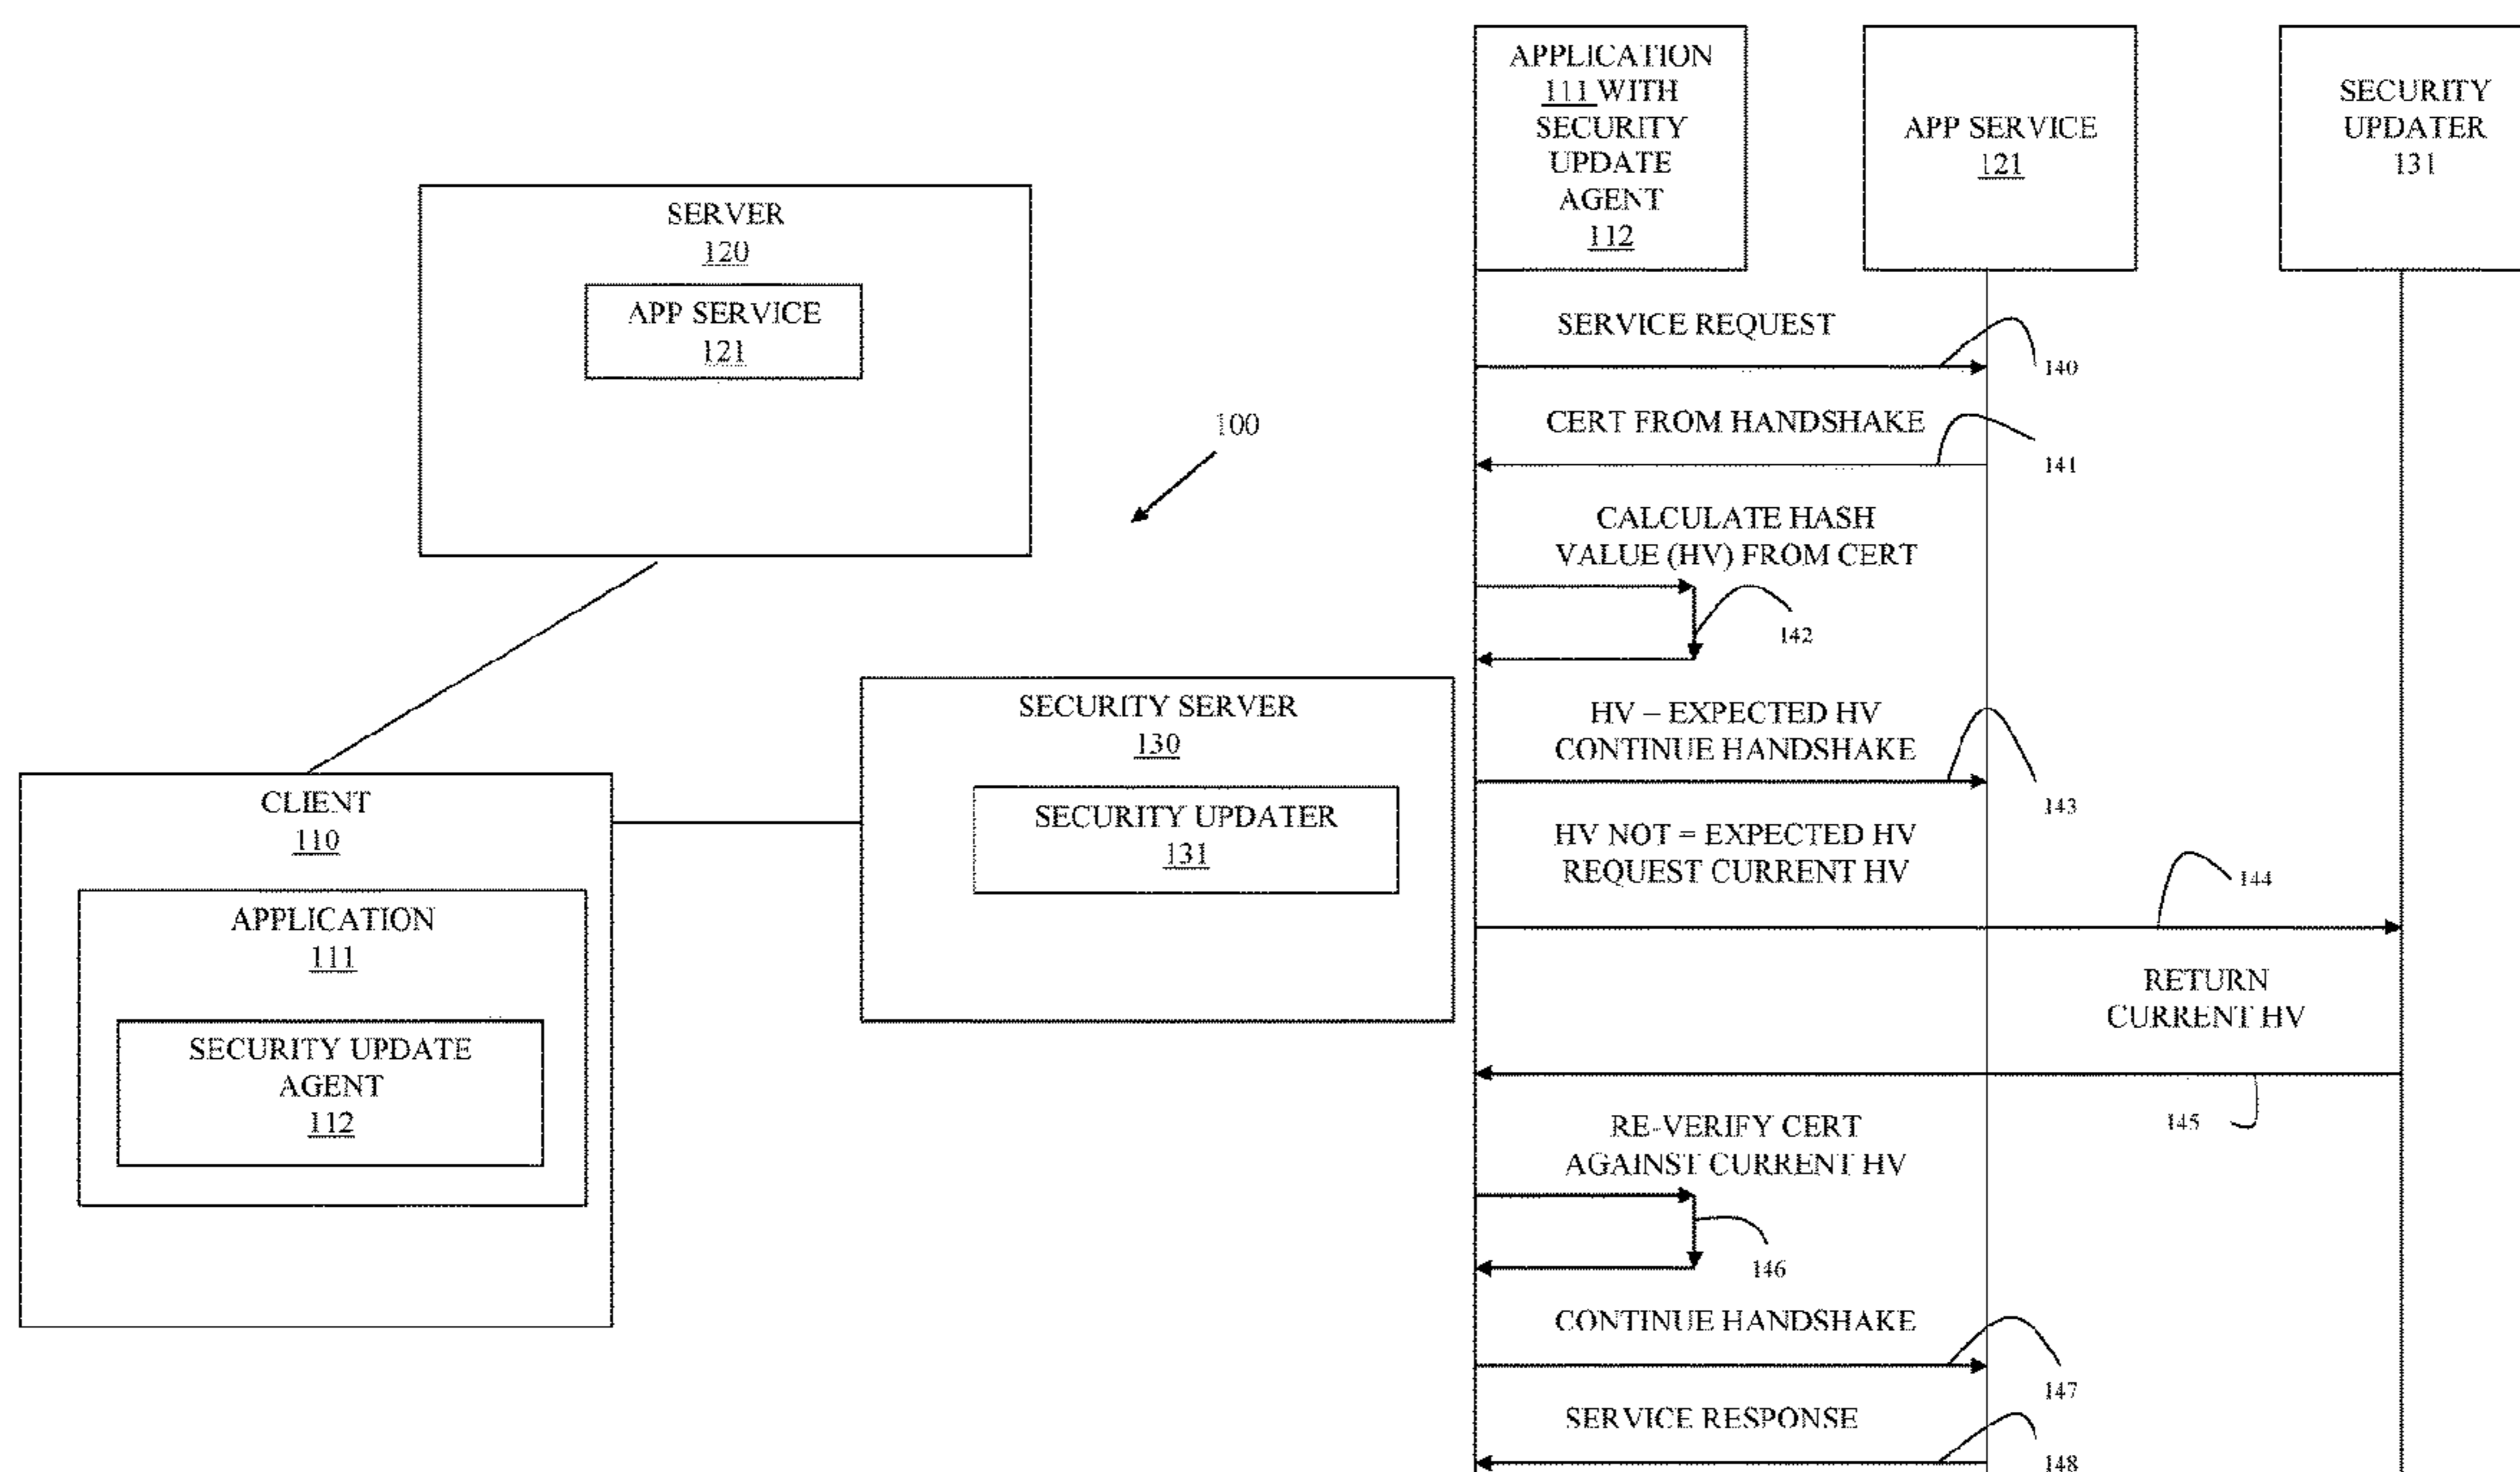 SERVER
120
APP SERVICE
121
100
CLIENT
110
APPLICATION
111
SECURITY UPDATE
AGENT
112
SECURITY SERVER
130
SECURITY UPDATER
131
APPLICATION
111 WITH
SECURITY
UPDATE
AGENT
112
APP SERVICE
121
SECURITY
UPDATER
131
SERVICE REQUEST
140
CERT FROM HANDSHAKE
141
CALCULATE HASH
VALUE (HV) FROM CERT
142
HV = EXPECTED HV
CONTINUE HANDSHAKE
143
HV NOT = EXPECTED HV
REQUEST CURRENT HV
144
RETURN
CURRENT HV
145
RE-VERIFY CERT
AGAINST CURRENT HV
146
CONTINUE HANDSHAKE
147
SERVICE RESPONSE
148